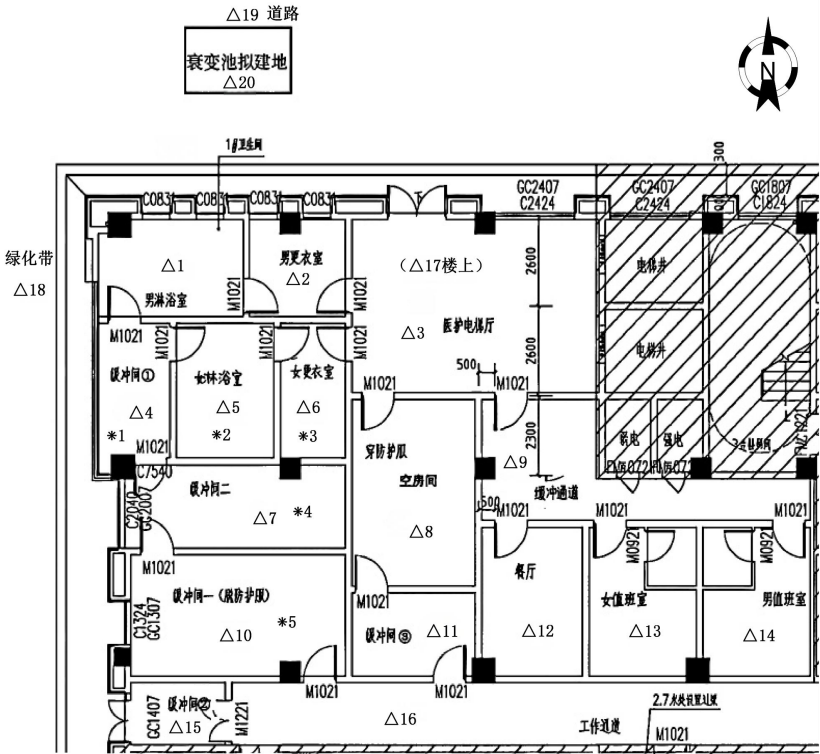 △19 道路
衰变池拟建地
△20
N
1#卫生间
300
C0831
C0831
C0831
C0831
下
GC2407
C2424
GC2407
C2424
GC1807
C1824
绿化带
△18
△1
男淋浴室
男更衣室
△2
(△17楼上)
△3
医护电梯厅
电梯井
电梯井
2600
2600
2300
500
500
M1021
M1021
M1021
M1021
M1021
M1021
M1021
M1021
M1021
缓冲间①
△4
*1
女淋浴室
△5
*2
女更衣室
△6
*3
M1021
C7540
C2040
GC2007
缓冲间二
△7
*4
穿防护服
空房间
△8
△9
缓冲通道
弱电
强电
M1021
M1021
M1021
M1021
M1021
缓冲间一(脱防护服)
△10
*5
C1324
GC1307
缓冲间③
△11
餐厅
△12
女值班室
△13
男值班室
△14
M1021
M1021
缓冲间②
△15
GC1407
M1221
△16
工作通道
M1021